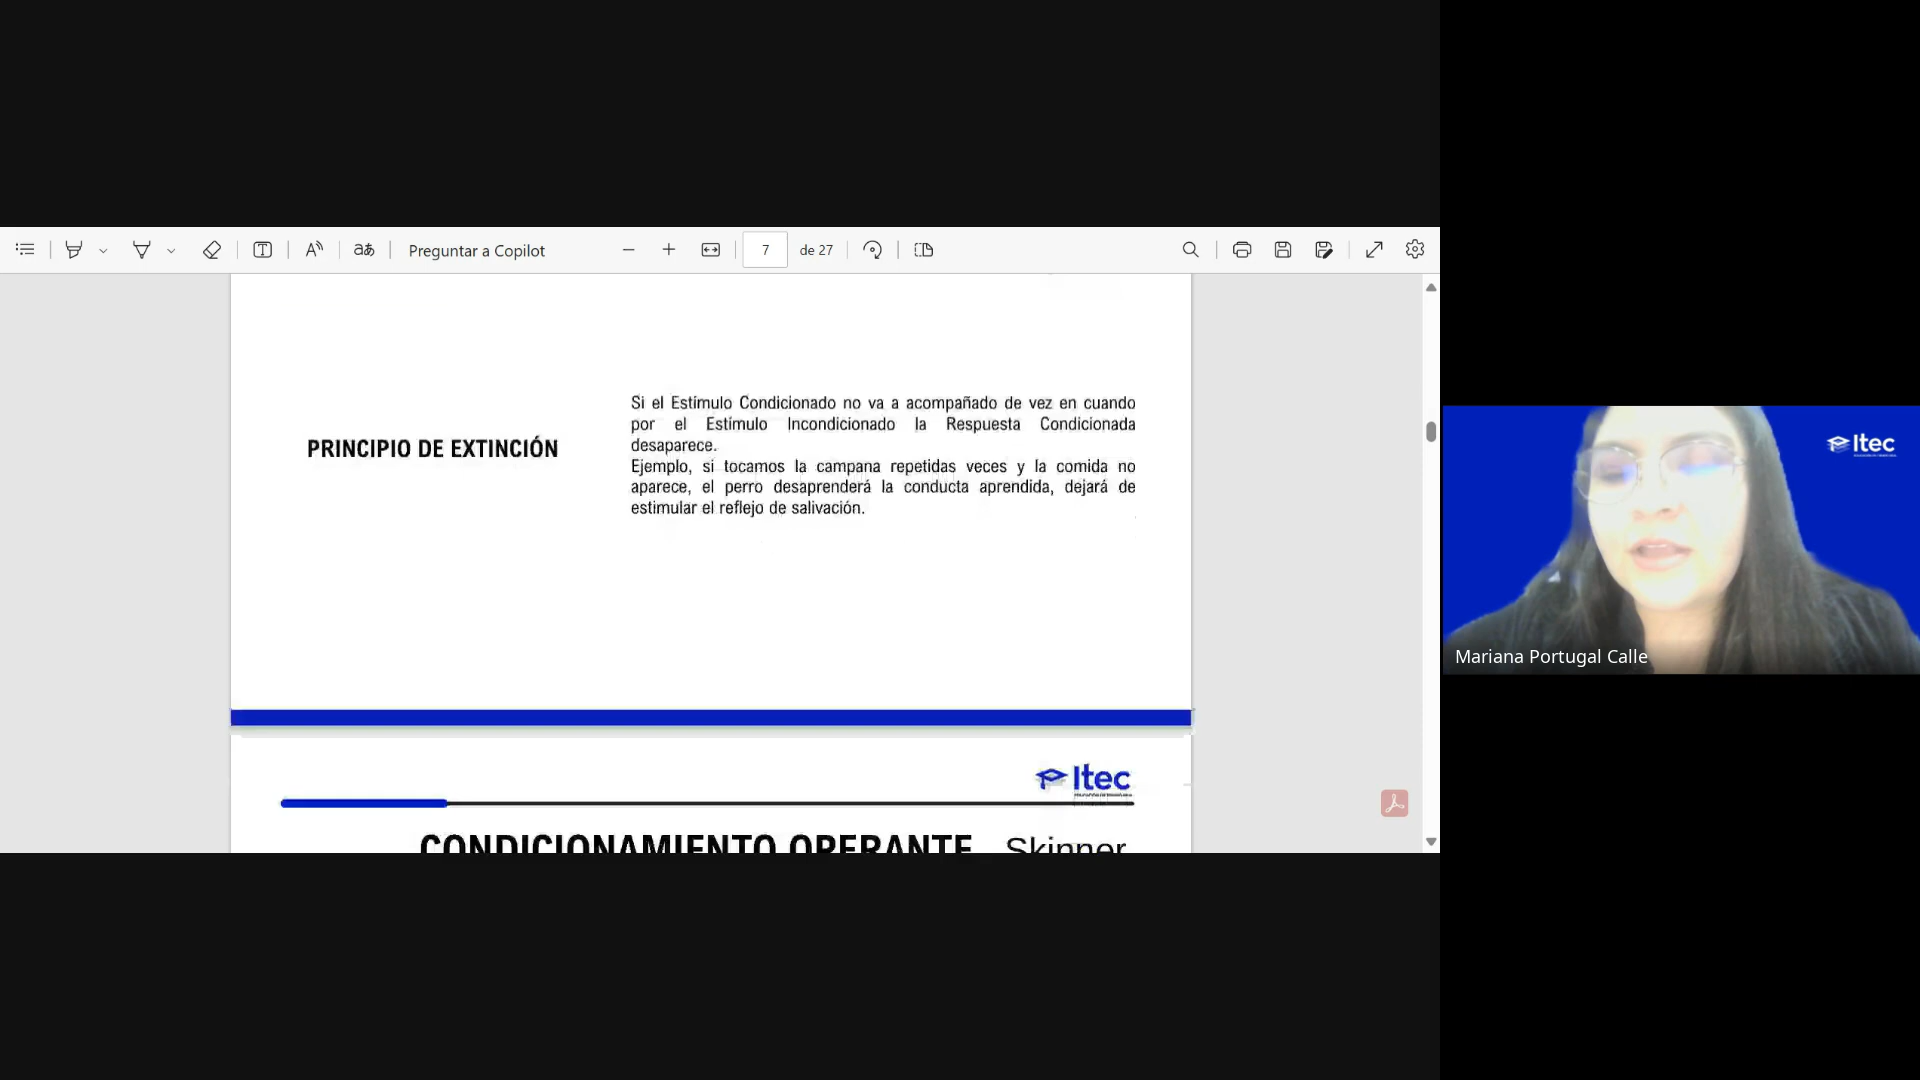 Preguntar a Copilot
7 de 27
PRINCIPIO DE EXTINCIÓN
Si el Estímulo Condicionado no va a acompañado de vez en cuando
por el Estímulo Incondicionado la Respuesta Condicionada
desaparece.
Ejemplo, si tocamos la campana repetidas veces y la comida no
aparece, el perro desaprenderá la conducta aprendida, dejará de
estimular el reflejo de salivación.
Itec
CONDICIONAMIENTO OPERANTE Skinner
Itec
Mariana Portugal Calle